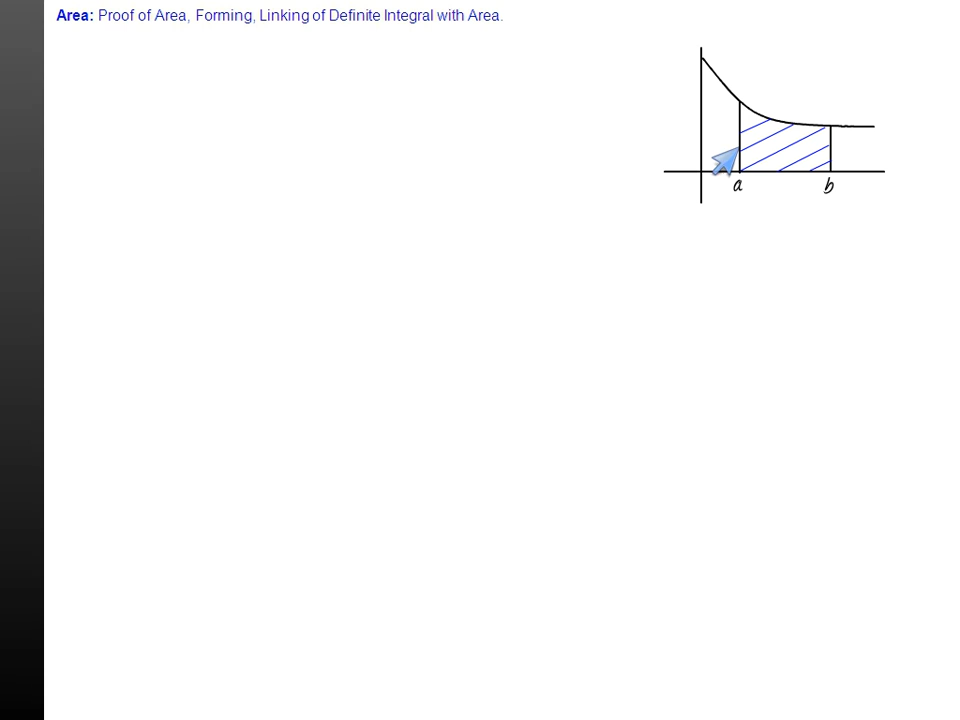 Area: Proof of Area, Forming, Linking of Definite Integral with Area.
a b